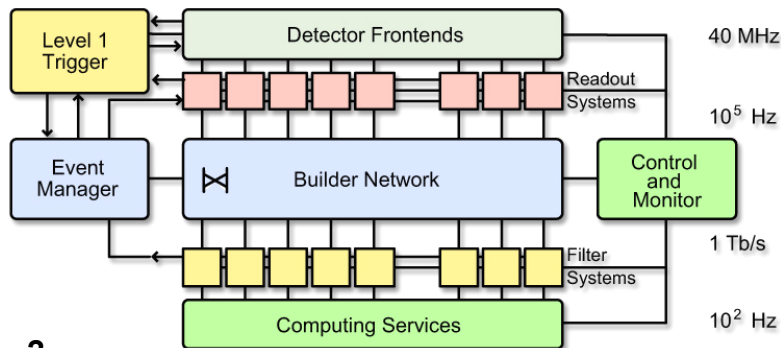 Level 1
Trigger
Detector Frontends
40 MHz
Readout
Systems
10⁵ Hz
Event
Manager
Builder Network
Control
and
Monitor
1 Tb/s
Filter
Systems
Computing Services
10² Hz